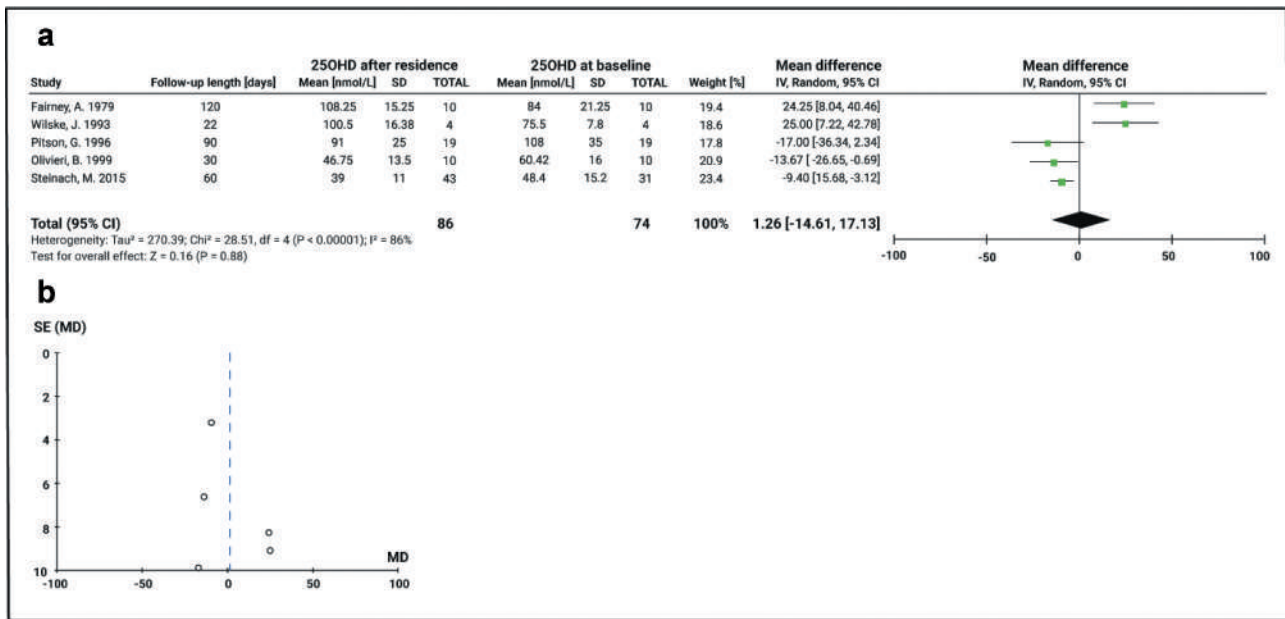 a
25OHD after residence 25OHD at baseline Mean difference Mean difference
Study Follow-up length [days] Mean [nmol/L] SD TOTAL Mean [nmol/L] SD TOTAL Weight [%] IV, Random, 95% CI IV, Random, 95% CI
Fairney, A. 1979 120 108.25 15.25 10 84 21.25 10 19.4 24.25 [8.04, 40.46]
Wilske, J. 1993 22 100.5 16.38 4 75.5 7.8 4 18.6 25.00 [7.22, 42.78]
Pitson, G. 1996 90 91 25 19 108 35 19 17.8 -17.00 [-36.34, 2.34]
Olivieri, B. 1999 30 46.75 13.5 10 60.42 16 10 20.9 -13.67 [-26.65, -0.69]
Steinach, M. 2015 60 39 11 43 48.4 15.2 31 23.4 -9.40 [15.68, -3.12]
Total (95% CI) 86 74 100% 1.26 [-14.61, 17.13]
Heterogeneity: Tau² = 270.39; Chi² = 28.51, df = 4 (P < 0.00001); I² = 86%
Test for overall effect: Z = 0.16 (P = 0.88)
-100 -50 0 50 100
b
SE (MD)
0
2
4
6
8
10
MD
-100 -50 0 50 100